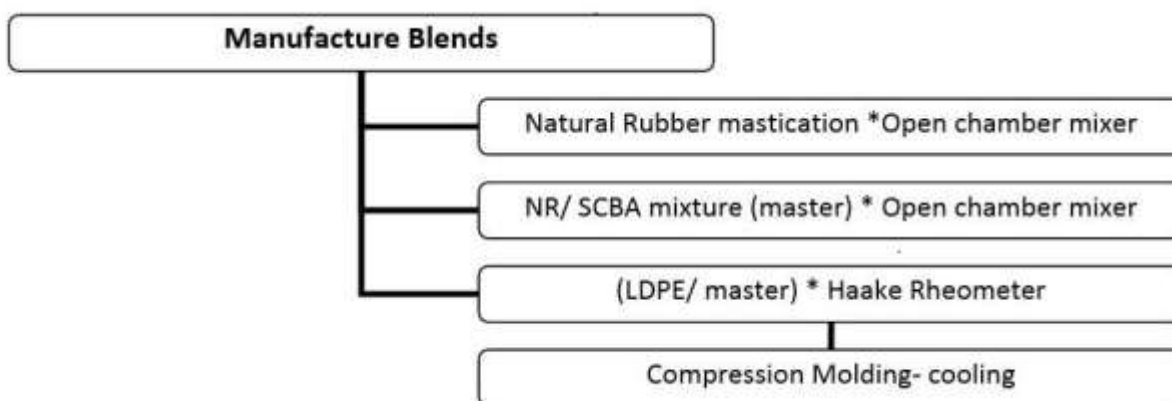 Manufacture Blends
Natural Rubber mastication *Open chamber mixer
NR/ SCBA mixture (master) * Open chamber mixer
(LDPE/ master) * Haake Rheometer
Compression Molding- cooling